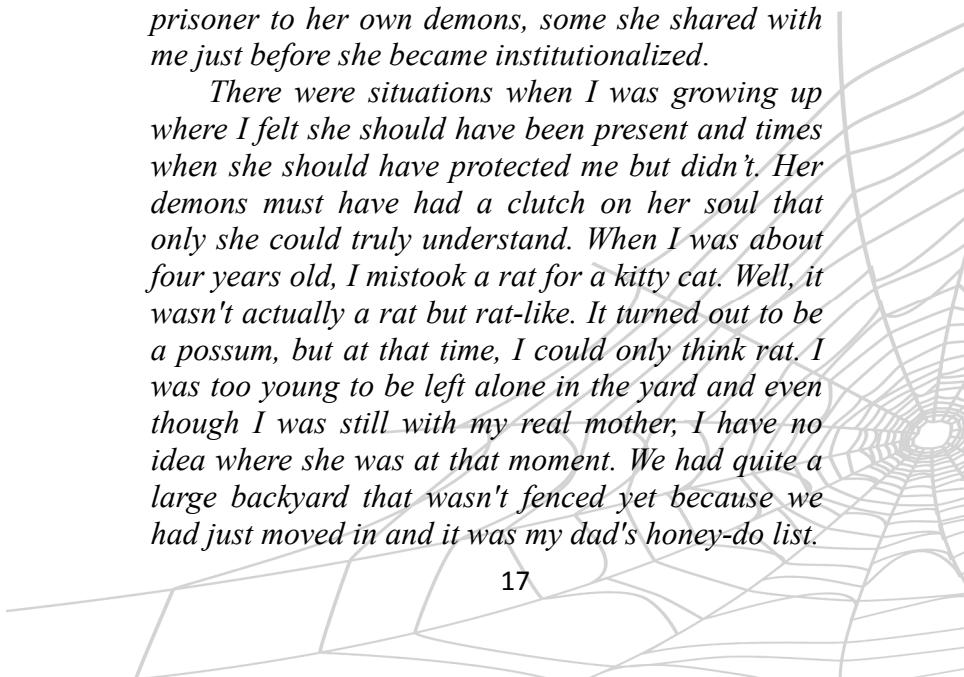 prisoner to her own demons, some she shared with
me just before she became institutionalized.
There were situations when I was growing up
where I felt she should have been present and times
when she should have protected me but didn’t. Her
demons must have had a clutch on her soul that
only she could truly understand. When I was about
four years old, I mistook a rat for a kitty cat. Well, it
wasn't actually a rat but rat-like. It turned out to be
a possum, but at that time, I could only think rat. I
was too young to be left alone in the yard and even
though I was still with my real mother, I have no
idea where she was at that moment. We had quite a
large backyard that wasn't fenced yet because we
had just moved in and it was my dad's honey-do list.
17